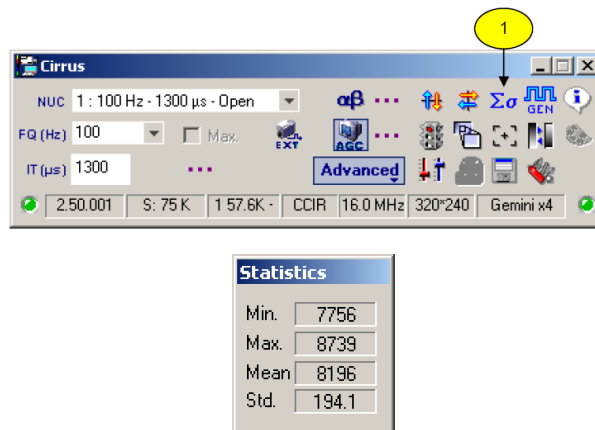 1
Cirrus
NUC 1 : 100 Hz - 1300 µs - Open αβ ... Σσ GEN
FQ (Hz) 100 Max. EXT AGC ...
IT (µs) 1300 ... Advanced
2.50.001 S: 75 K 1 57.6K - CCIR 16.0 MHz 320*240 Gemini x4
Statistics
Min. 7756
Max. 8739
Mean 8196
Std. 194.1